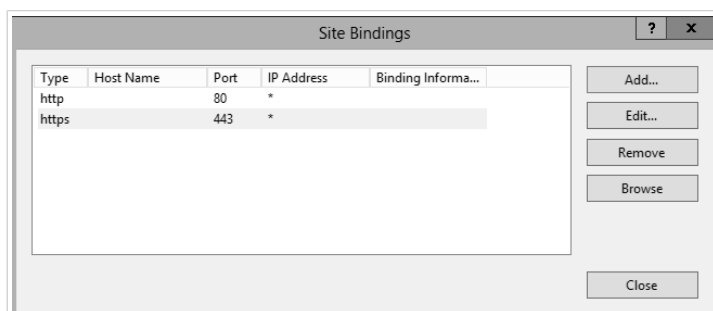 Site Bindings ? x
Type Host Name Port IP Address Binding Informa... Add...
http 80 *
https 443 * Edit...
Remove
Browse
Close